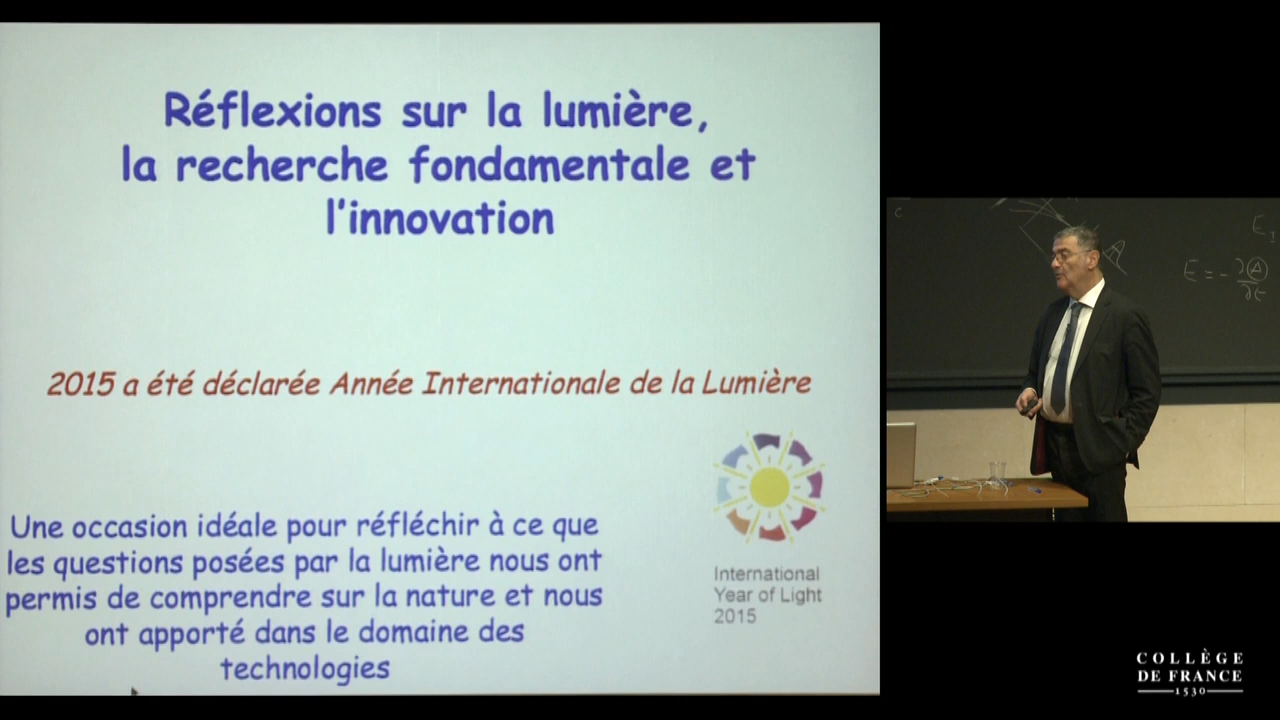 Réflexions sur la lumière,
la recherche fondamentale et
l'innovation
2015 a été déclarée Année Internationale de la Lumière
Une occasion idéale pour réfléchir à ce que
les questions posées par la lumière nous ont
permis de comprendre sur la nature et nous
ont apporté dans le domaine des
technologies
International
Year of Light
2015
COLLÈGE
DE FRANCE
1530